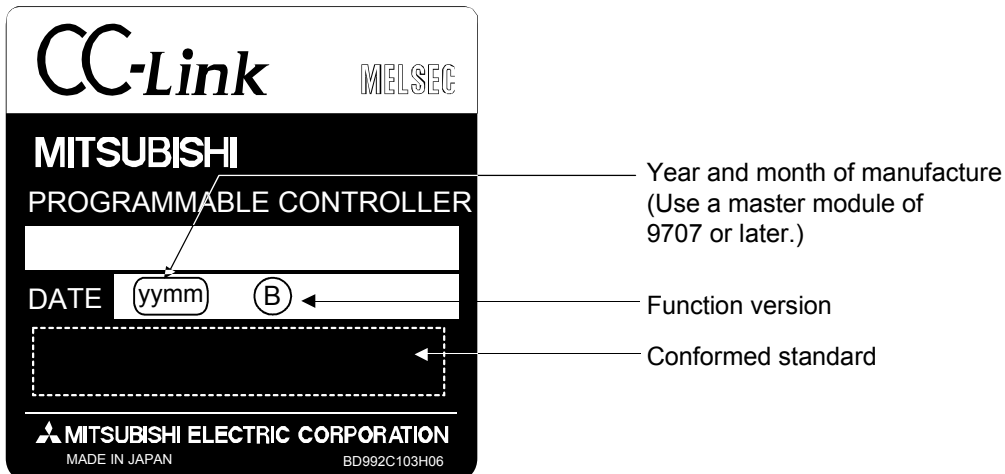 CC-Link MELSEC
MITSUBISHI
PROGRAMMABLE CONTROLLER
DATE yymm B
MITSUBISHI ELECTRIC CORPORATION
MADE IN JAPAN BD992C103H06
Year and month of manufacture
(Use a master module of
9707 or later.)
Function version
Conformed standard